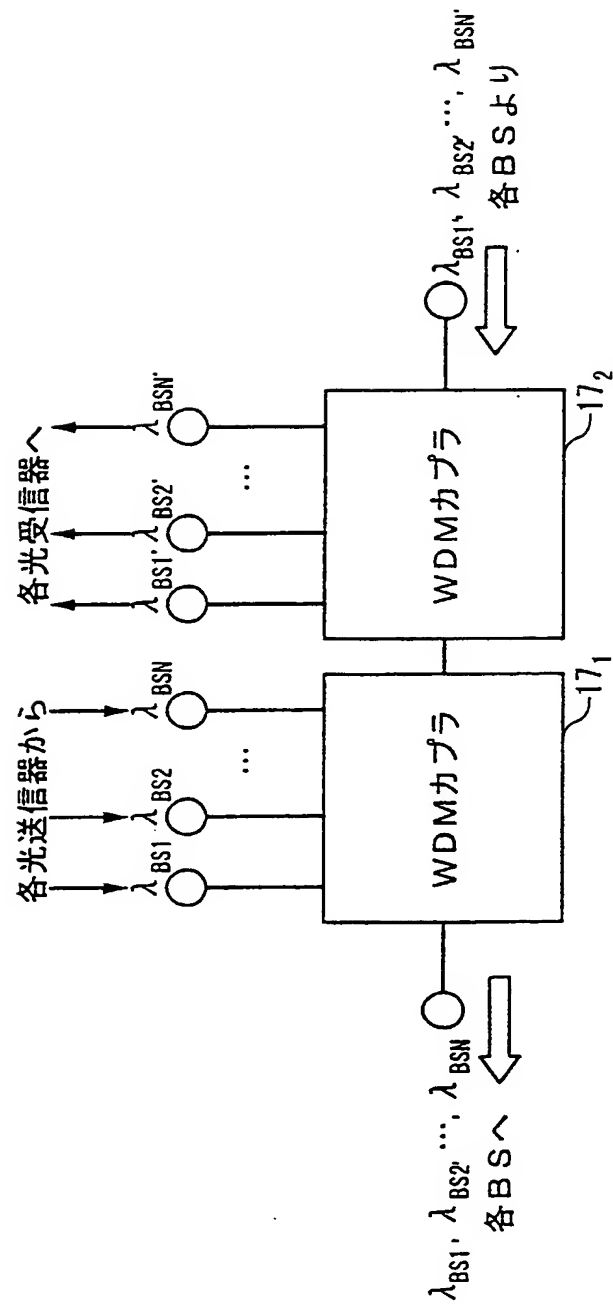 各光送信器から
各光受信器へ
λBS1 λBS2 … λBSN
λBS1' λBS2' … λBSN'
WDMカプラ
WDMカプラ
17₁
17₂
λBS1, λBS2, …, λBSN
各BSへ
λBS1, λBS2' …, λBSN'
各BSより